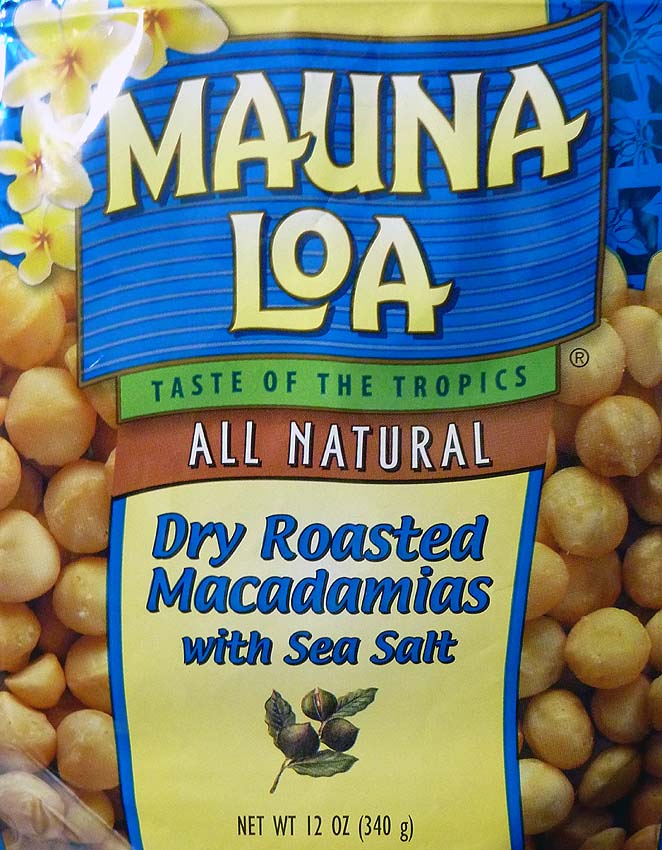 MAUNA
LOA
®
TASTE OF THE TROPICS
ALL NATURAL
Dry Roasted
Macadamias
with Sea Salt
NET WT 12 OZ (340 g)